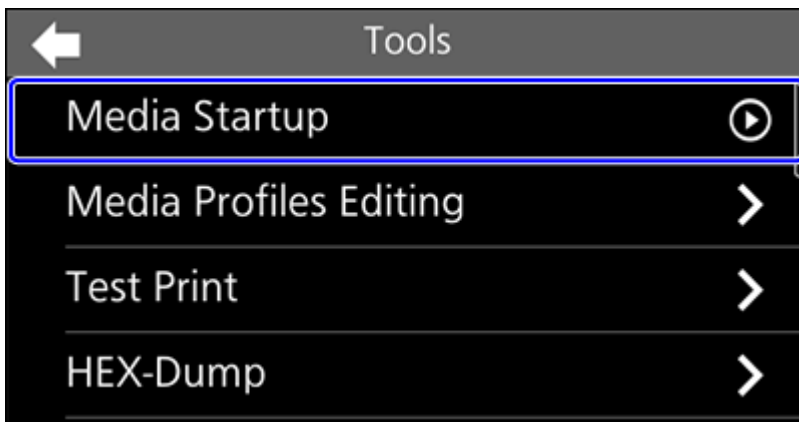 Tools
Media Startup
Media Profiles Editing
Test Print
HEX-Dump